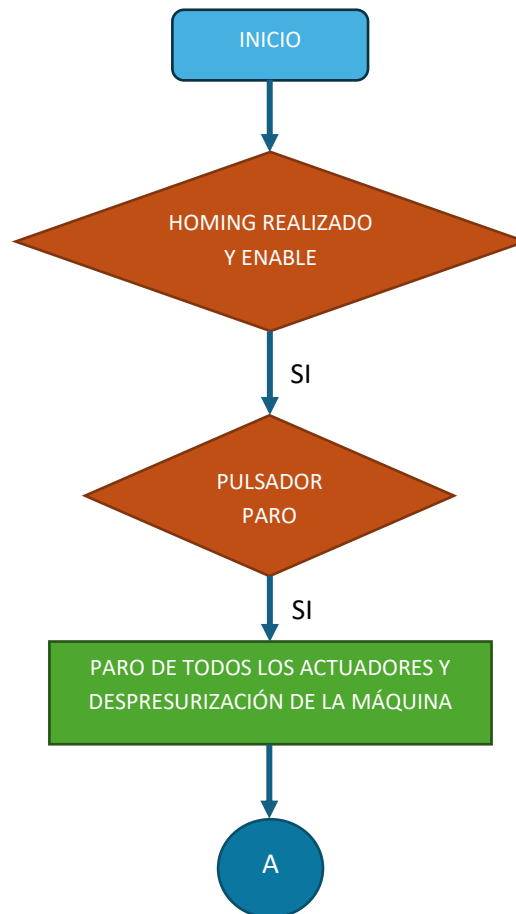 INICIO
HOMING REALIZADO
Y ENABLE
SI
PULSADOR
PARO
SI
PARO DE TODOS LOS ACTUADORES Y
DESPRESURIZACIÓN DE LA MÁQUINA
A